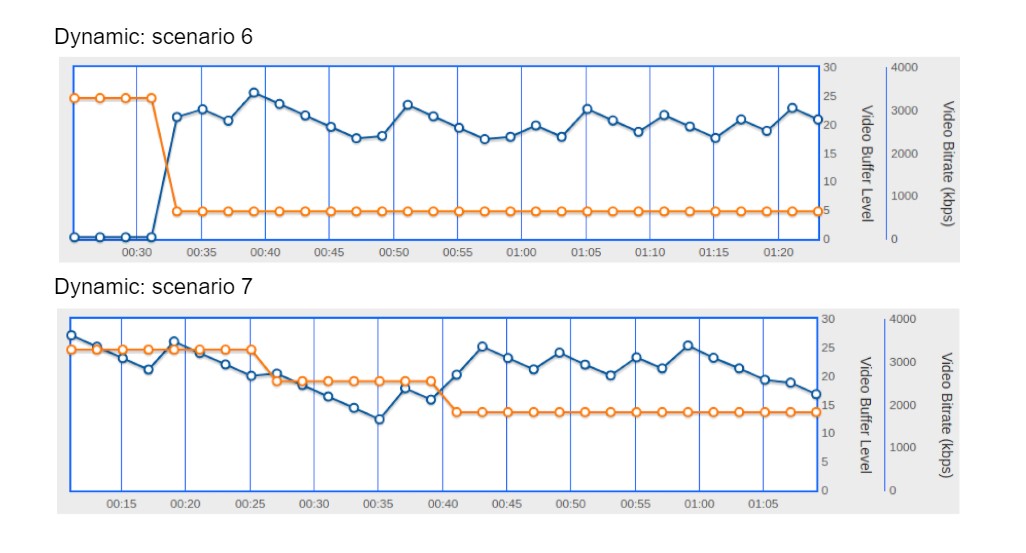 Dynamic: scenario 6
30 4000
25
3000
20
15 2000
10
1000
5
0 0
Video Buffer Level
Video Bitrate (kbps)
00:30 00:35 00:40 00:45 00:50 00:55 01:00 01:05 01:10 01:15 01:20
Dynamic: scenario 7
30 4000
25
3000
20
15 2000
10
1000
5
0 0
Video Buffer Level
Video Bitrate (kbps)
00:15 00:20 00:25 00:30 00:35 00:40 00:45 00:50 00:55 01:00 01:05